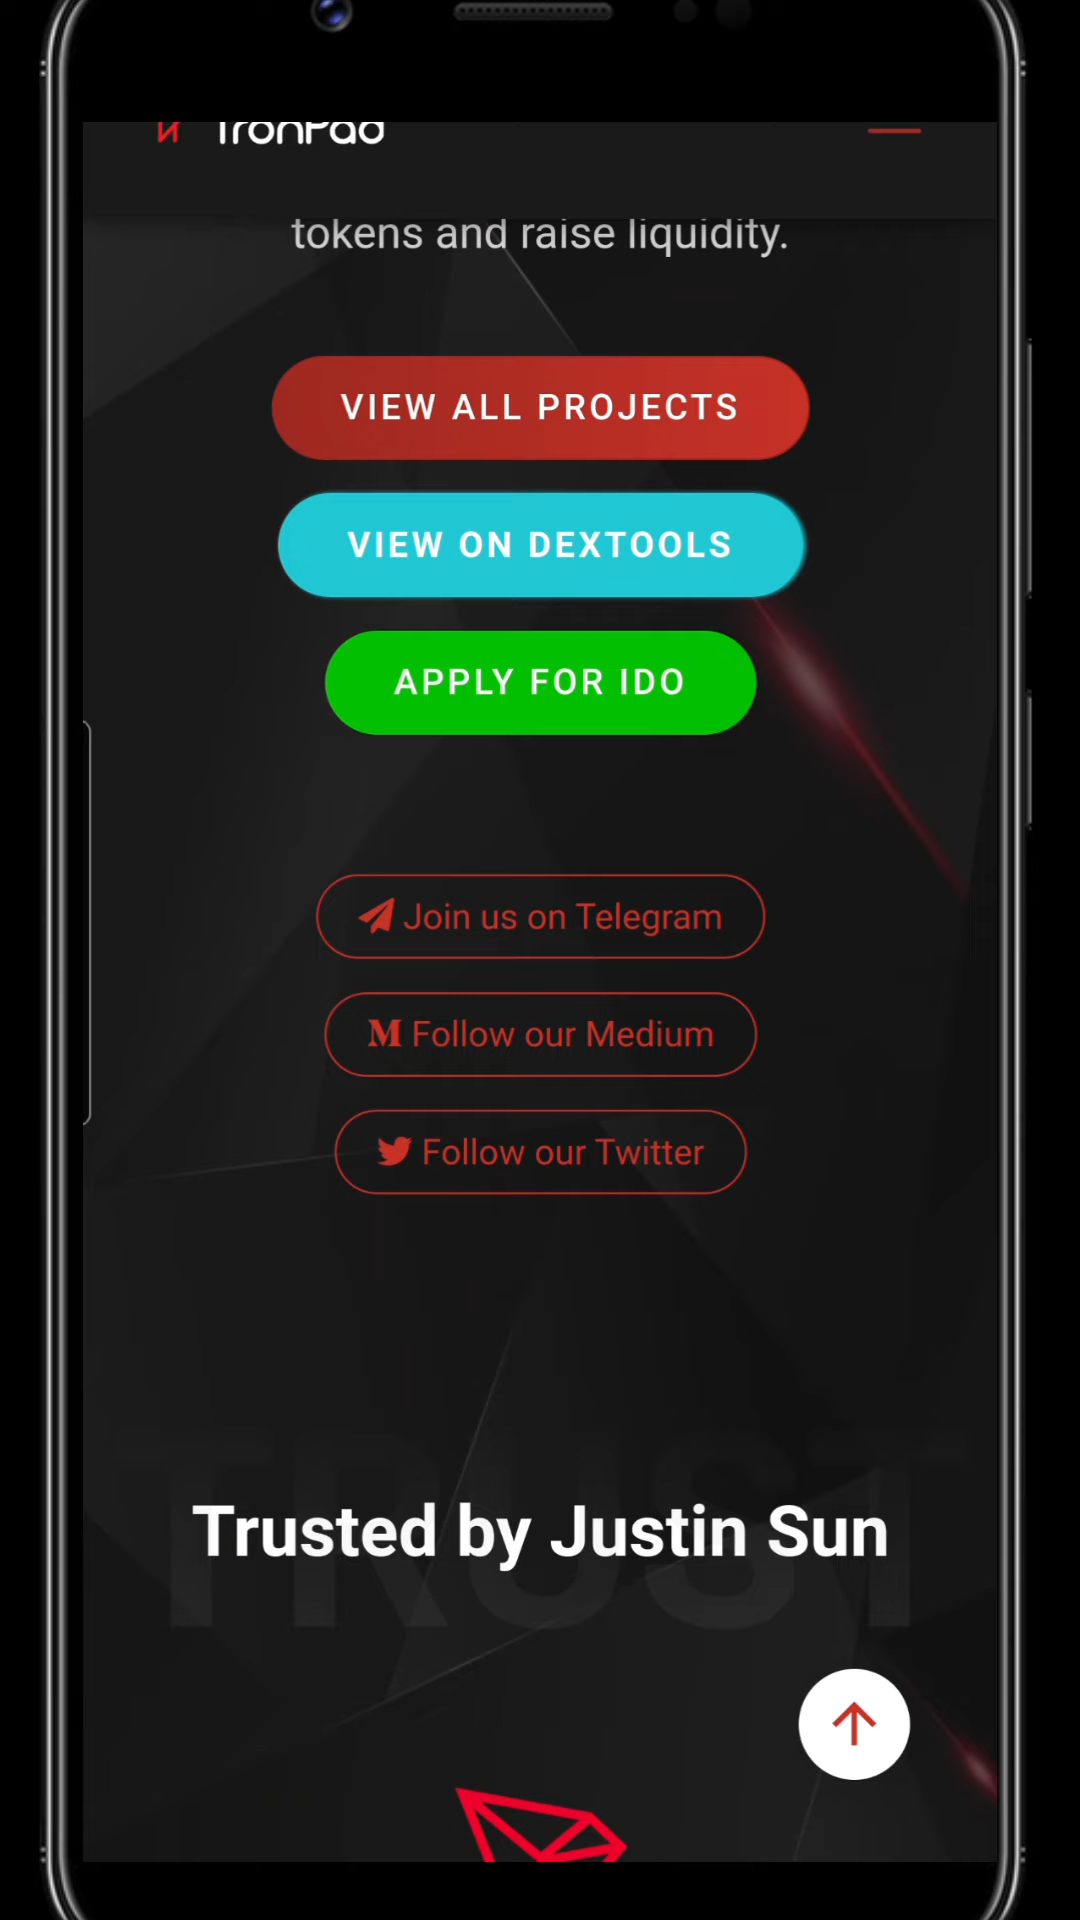 TronPad
tokens and raise liquidity.
VIEW ALL PROJECTS
VIEW ON DEXTOOLS
APPLY FOR IDO
Join us on Telegram
M Follow our Medium
Follow our Twitter
TRUST
Trusted by Justin Sun